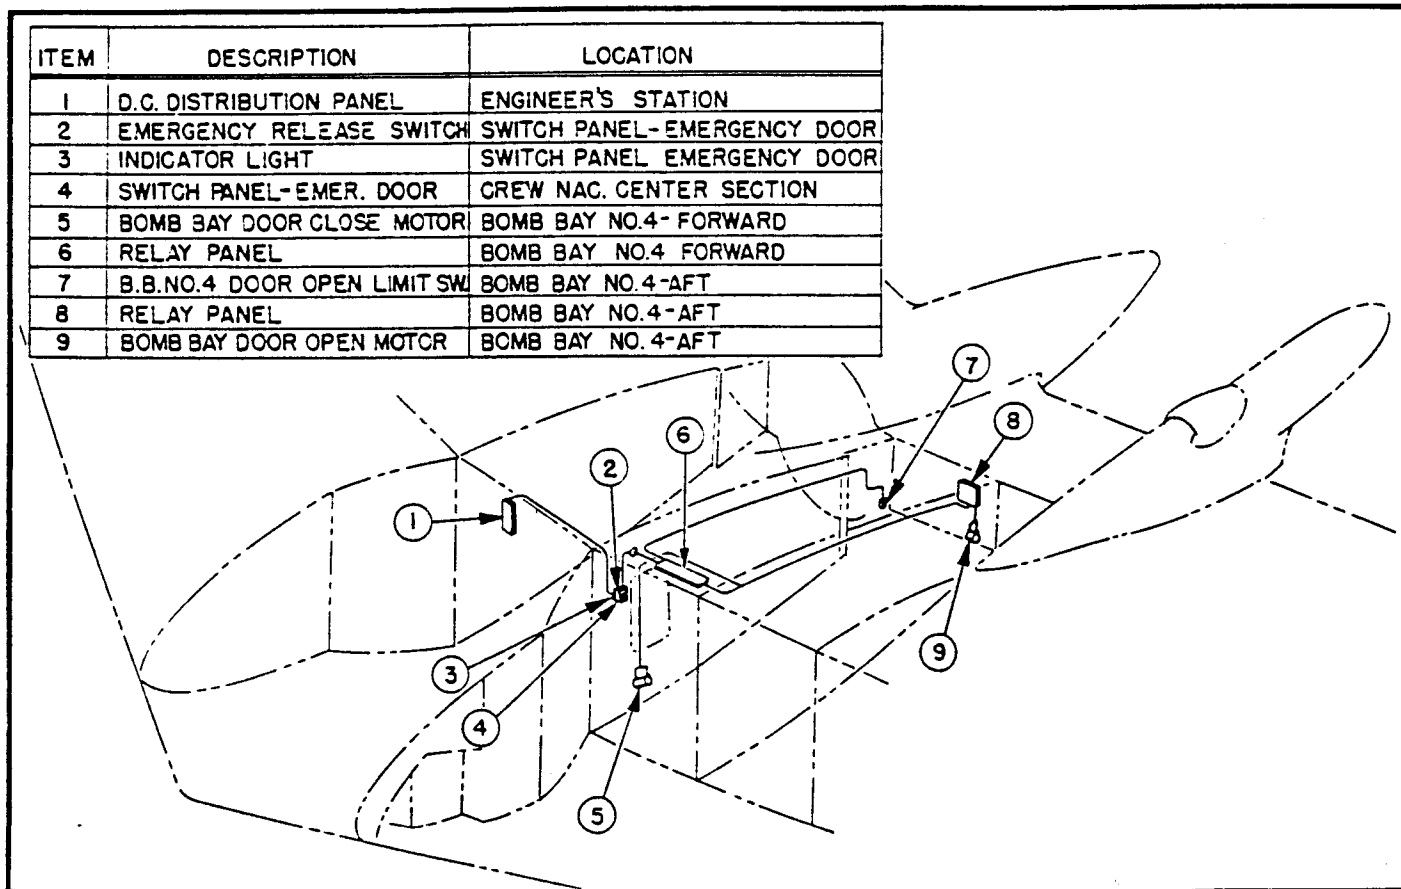 ITEM DESCRIPTION LOCATION
1 D.C. DISTRIBUTION PANEL ENGINEER'S STATION
2 EMERGENCY RELEASE SWITCH SWITCH PANEL-EMERGENCY DOOR
3 INDICATOR LIGHT SWITCH PANEL EMERGENCY DOOR
4 SWITCH PANEL-EMER. DOOR CREW NAC. CENTER SECTION
5 BOMB BAY DOOR CLOSE MOTOR BOMB BAY NO.4- FORWARD
6 RELAY PANEL BOMB BAY NO.4 FORWARD
7 B.B.NO.4 DOOR OPEN LIMIT SW. BOMB BAY NO.4-AFT
8 RELAY PANEL BOMB BAY NO.4-AFT
9 BOMB BAY DOOR OPEN MOTOR BOMB BAY NO.4-AFT
7
8
6
2
1
9
3
4
5